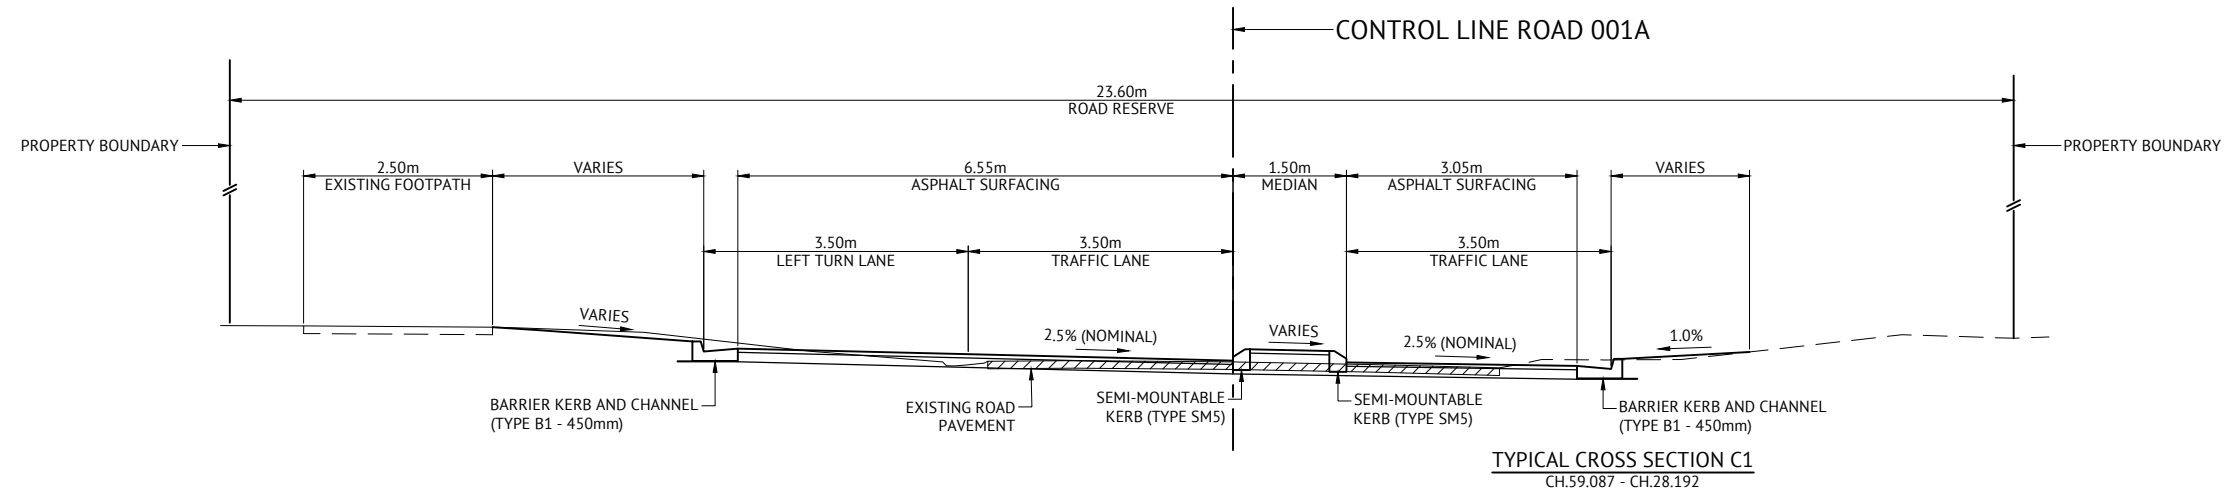 CONTROL LINE ROAD 001A
23.60m
ROAD RESERVE
PROPERTY BOUNDARY
PROPERTY BOUNDARY
2.50m
EXISTING FOOTPATH
VARIES
6.55m
ASPHALT SURFACING
1.50m
MEDIAN
3.05m
ASPHALT SURFACING
VARIES
3.50m
LEFT TURN LANE
3.50m
TRAFFIC LANE
3.50m
TRAFFIC LANE
VARIES
2.5% (NOMINAL)
VARIES
2.5% (NOMINAL)
1.0%
BARRIER KERB AND CHANNEL
(TYPE B1 - 450mm)
EXISTING ROAD
PAVEMENT
SEMI-MOUNTABLE
KERB (TYPE SM5)
SEMI-MOUNTABLE
KERB (TYPE SM5)
BARRIER KERB AND CHANNEL
(TYPE B1 - 450mm)
TYPICAL CROSS SECTION C1
CH.59.087 - CH.28.192